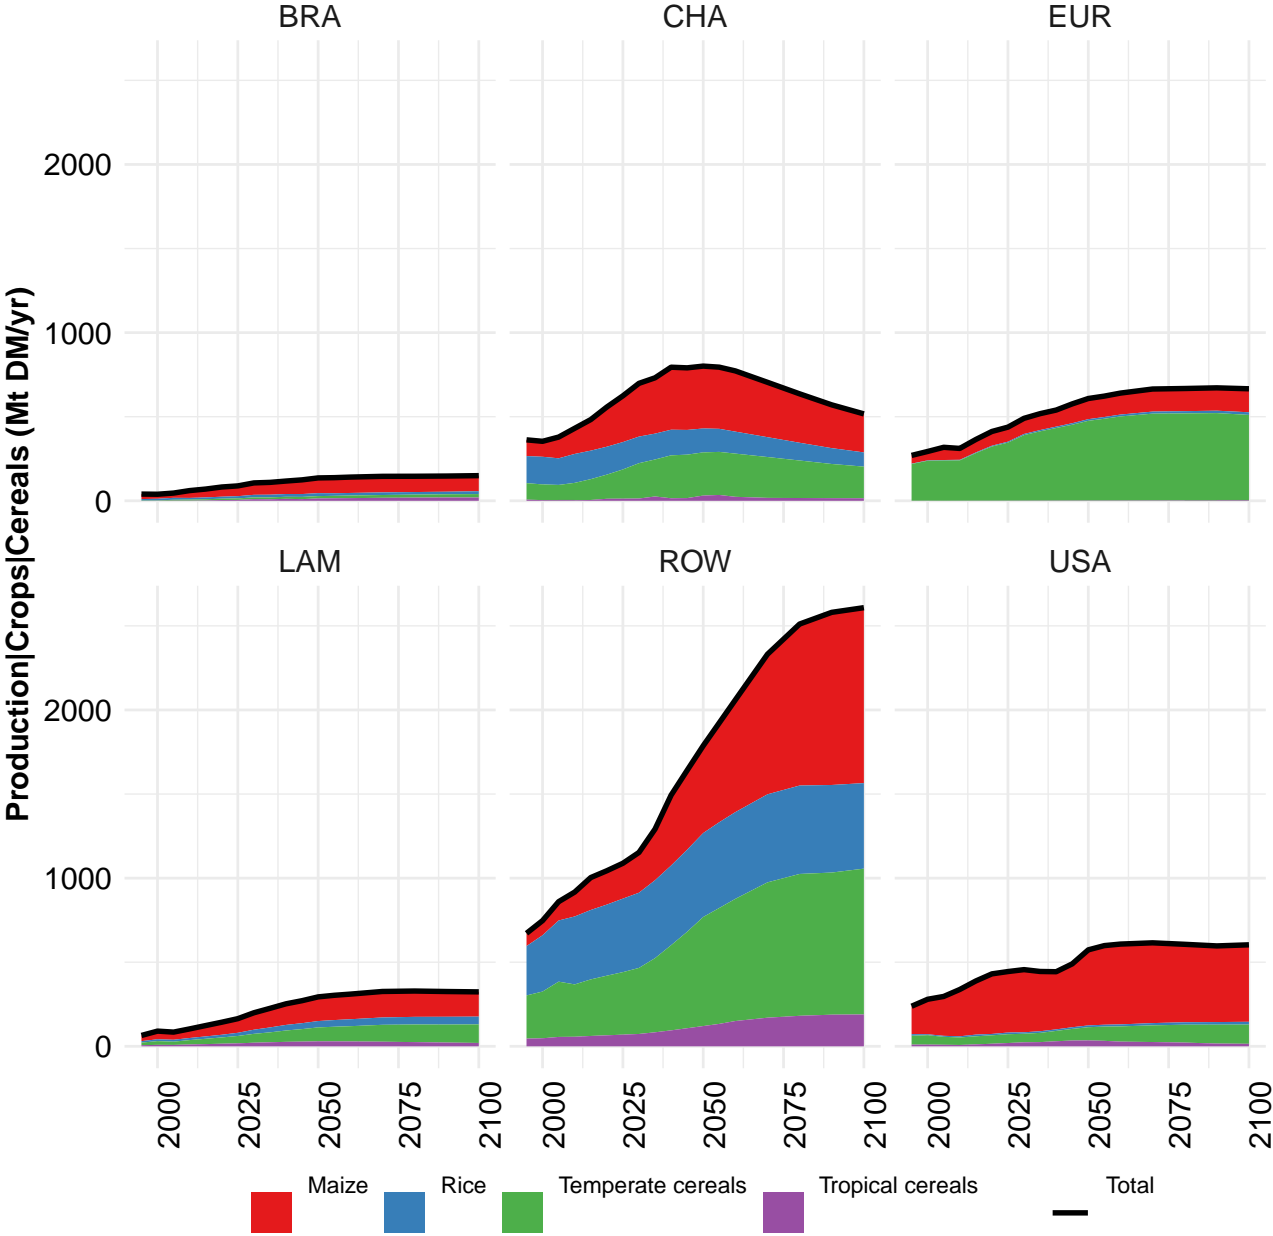 BRA CHA EUR
Production|Crops|Cereals (Mt DM/yr)
2000
1000
0
LAM ROW USA
2000
1000
0
2000 2025 2050 2075 2100 2000 2025 2050 2075 2100 2000 2025 2050 2075 2100
Maize Rice Temperate cereals Tropical cereals Total